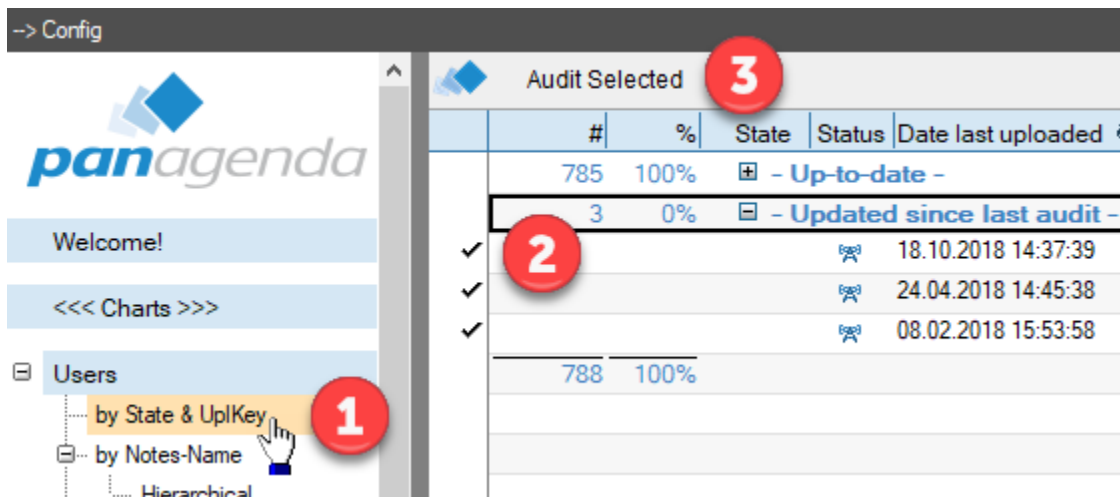 --> Config
panagenda
Welcome!
<<< Charts >>>
Users
by State & UplKey
1
by Notes-Name
Hierarchical
Audit Selected
3
# % State Status Date last uploaded
785 100% - Up-to-date -
3 0% - Updated since last audit -
2
18.10.2018 14:37:39
24.04.2018 14:45:38
08.02.2018 15:53:58
788 100%